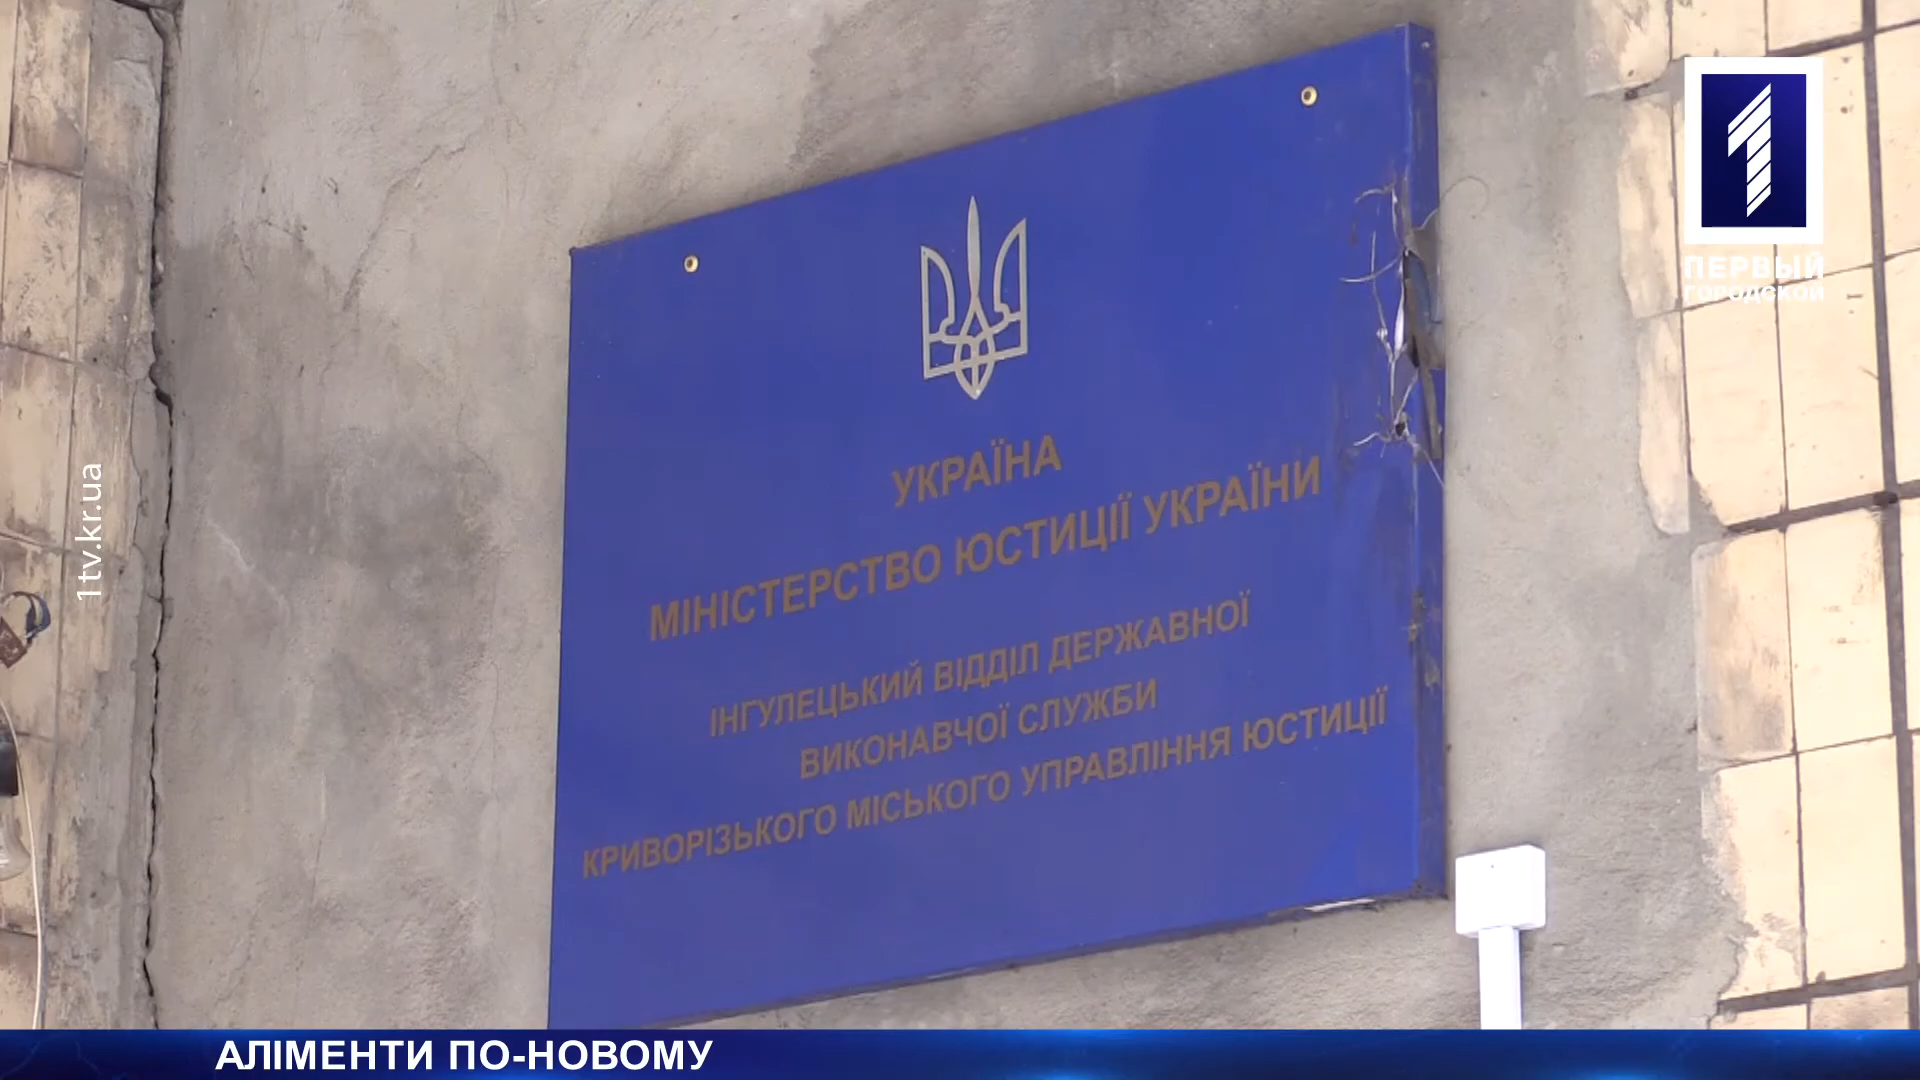 1
ПЕРВЫЙ
ГОРОДСКОЙ
1tv.kr.ua
УКРАЇНА
МІНІСТЕРСТВО ЮСТИЦІЇ УКРАЇНИ
ІНГУЛЕЦЬКИЙ ВІДДІЛ ДЕРЖАВНОЇ
ВИКОНАВЧОЇ СЛУЖБИ
КРИВОРІЗЬКОГО МІСЬКОГО УПРАВЛІННЯ ЮСТИЦІЇ
АЛІМЕНТИ ПО-НОВОМУ